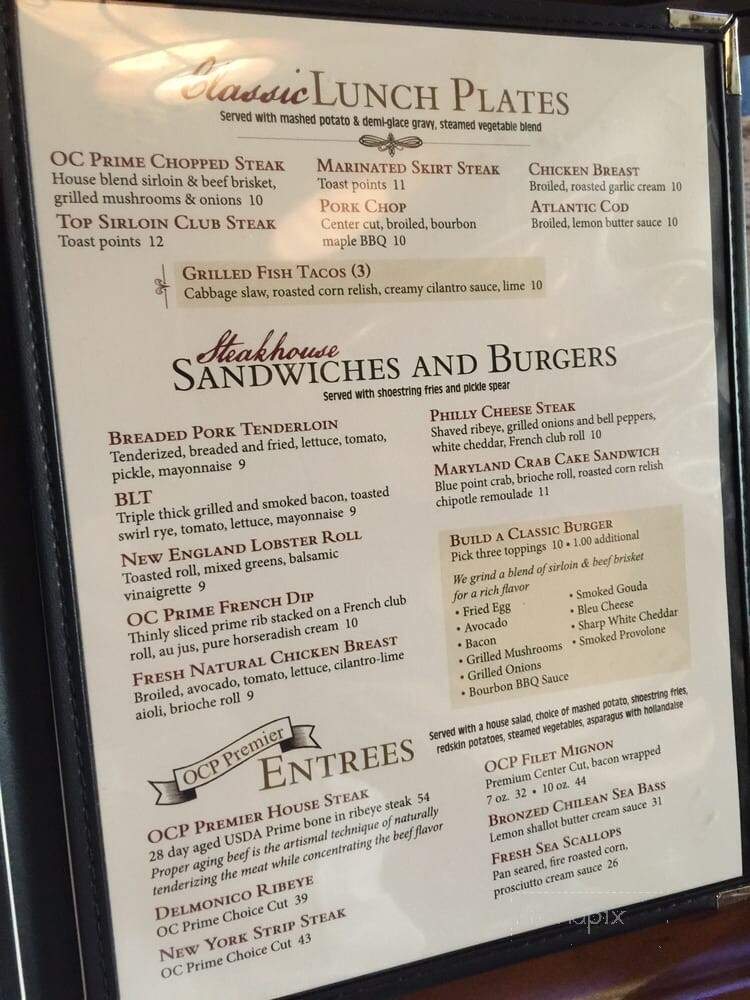 Classic LUNCH PLATES
Served with mashed potato & demi-glace gravy, steamed vegetable blend
OC PRIME CHOPPED STEAK
House blend sirloin & beef brisket,
grilled mushrooms & onions 10
TOP SIRLOIN CLUB STEAK
Toast points 12
MARINATED SKIRT STEAK
Toast points 11
PORK CHOP
Center cut, broiled, bourbon
maple BBQ 10
CHICKEN BREAST
Broiled, roasted garlic cream 10
ATLANTIC COD
Broiled, lemon butter sauce 10
GRILLED FISH TACOS (3)
Cabbage slaw, roasted corn relish, creamy cilantro sauce, lime 10
Steakhouse
SANDWICHES AND BURGERS
Served with shoestring fries and pickle spear
BREADED PORK TENDERLOIN
Tenderized, breaded and fried, lettuce, tomato,
pickle, mayonnaise 9
BLT
Triple thick grilled and smoked bacon, toasted
swirl rye, tomato, lettuce, mayonnaise 9
NEW ENGLAND LOBSTER ROLL
Toasted roll, mixed greens, balsamic
vinaigrette 9
OC PRIME FRENCH DIP
Thinly sliced prime rib stacked on a French club
roll, au jus, pure horseradish cream 10
FRESH NATURAL CHICKEN BREAST
Broiled, avocado, tomato, lettuce, cilantro-lime
aioli, brioche roll 9
PHILLY CHEESE STEAK
Shaved ribeye, grilled onions and bell peppers,
white cheddar, French club roll 10
MARYLAND CRAB CAKE SANDWICH
Blue point crab, brioche roll, roasted corn relish
chipotle remoulade 11
BUILD A CLASSIC BURGER
Pick three toppings 10 • 1.00 additional
We grind a blend of sirloin & beef brisket
for a rich flavor
• Fried Egg
• Avocado
• Bacon
• Grilled Mushrooms
• Grilled Onions
• Bourbon BBQ Sauce
• Smoked Gouda
• Bleu Cheese
• Sharp White Cheddar
• Smoked Provolone
OCP Premier
ENTREES
Served with a house salad, choice of mashed potato, shoestring fries,
redskin potatoes, steamed vegetables, asparagus with hollandaise
OCP PREMIER HOUSE STEAK
28 day aged USDA Prime bone in ribeye steak 54
Proper aging beef is the artismal technique of naturally
tenderizing the meat while concentrating the beef flavor
DELMONICO RIBEYE
OC Prime Choice Cut 39
NEW YORK STRIP STEAK
OC Prime Choice Cut 43
OCP FILET MIGNON
Premium Center Cut, bacon wrapped
7 oz. 32 • 10 oz. 44
BRONZED CHILEAN SEA BASS
Lemon shallot butter cream sauce 31
FRESH SEA SCALLOPS
Pan seared, fire roasted corn,
prosciutto cream sauce 26